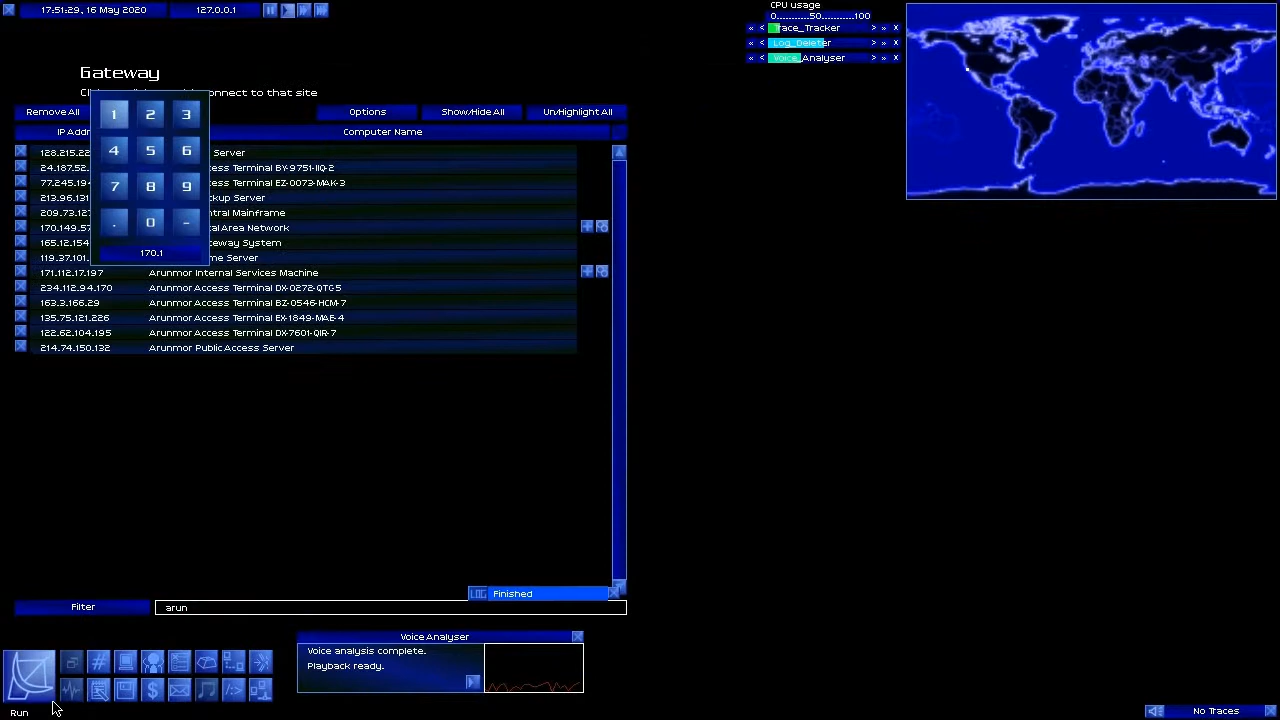 17:51:29, 16 May 2020
127.0.0.1
CPU usage
0...........50...........100
Trace_Tracker
Log_Deleter
Voice_Analyser
Gateway
connect to that site
Remove All
Options
Show/Hide All
Un/Highlight All
Computer Name
128.215.22 Server
24.187.52. Access Terminal BY-9751-IIQ-2
77.245.19 Access Terminal EZ-0073-MAK-3
213.96.131 Server
209.73.12 Mainframe
170.149.5 Area Network
165.12.154 System
119.37.101. Server
171.112.17.197 Arunmor Internal Services Machine
234.112.94.170 Arunmor Access Terminal DX-0272-QTG-5
163.3.166.29 Arunmor Access Terminal BZ-0546-HCM-7
135.75.121.226 Arunmor Access Terminal EX-1849-MAE-4
122.62.104.195 Arunmor Access Terminal DX-7601-QIR-7
214.74.150.132 Arunmor Public Access Server
1 2 3
4 5 6
7 8 9
. 0 -
170.1
LOG Finished
Filter
arun
Voice Analyser
Voice analysis complete.
Playback ready.
Run
No Traces